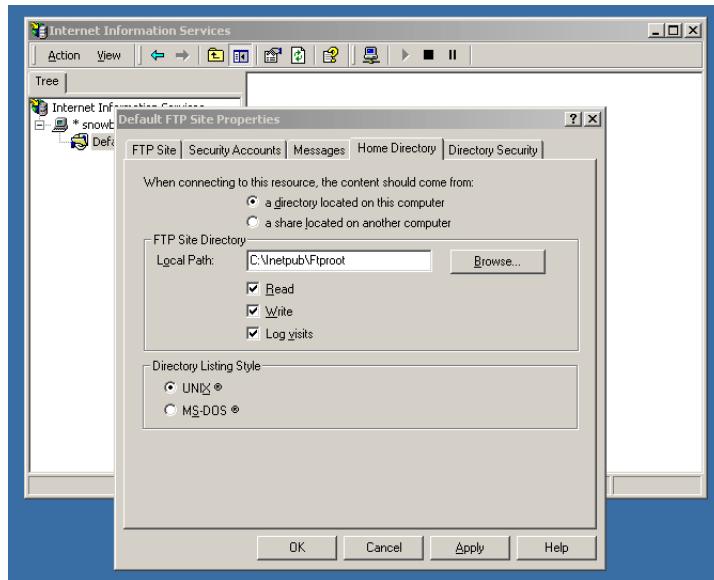 Internet Information Services
Action View
Tree
Internet Information Services
* snowb
Defa
Default FTP Site Properties
FTP Site Security Accounts Messages Home Directory Directory Security
When connecting to this resource, the content should come from:
a directory located on this computer
a share located on another computer
FTP Site Directory
Local Path: C:\Inetpub\Ftproot Browse...
Read
Write
Log visits
Directory Listing Style
UNIX ®
MS-DOS ®
OK Cancel Apply Help